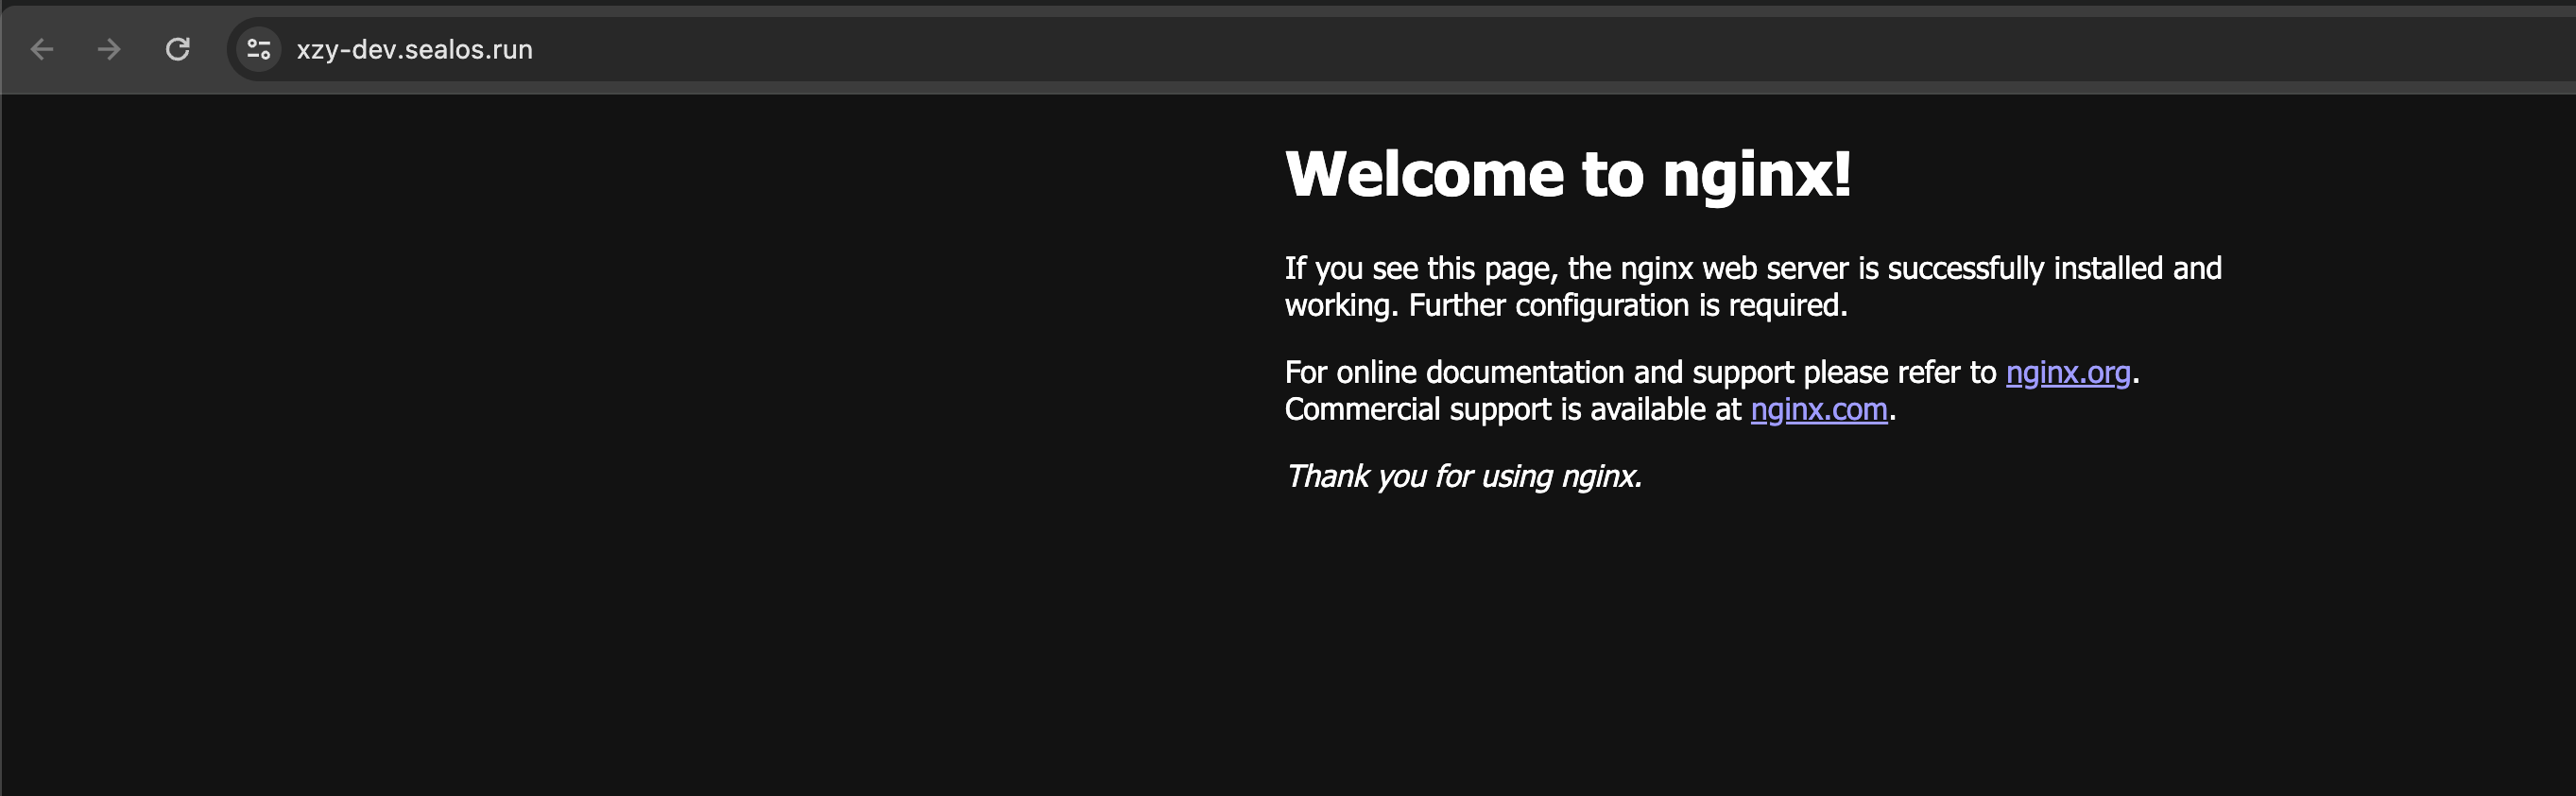 xzy-dev.sealos.run
Welcome to nginx!
If you see this page, the nginx web server is successfully installed and
working. Further configuration is required.
For online documentation and support please refer to nginx.org.
Commercial support is available at nginx.com.
Thank you for using nginx.